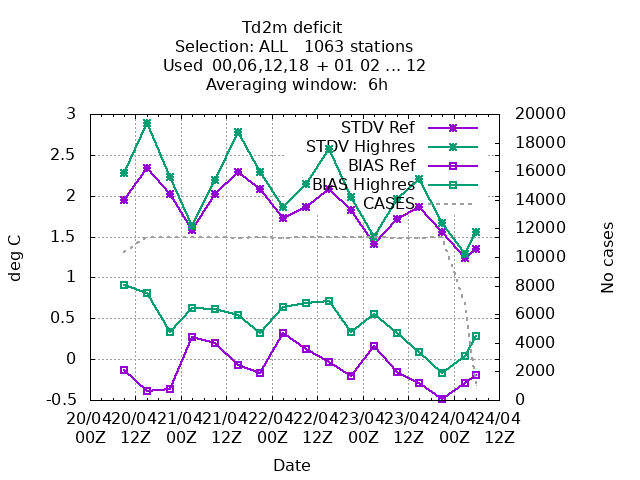 Td2m deficit
Selection: ALL   1063 stations
Used  00,06,12,18  + 01 02 ... 12
Averaging window:  6h
STDV Ref
STDV Highres
BIAS Ref
BIAS Highres
CASES
3
2.5
2
1.5
1
0.5
0
-0.5
deg C
20000
18000
16000
14000
12000
10000
8000
6000
4000
2000
0
No cases
20/04 20/04 21/04 21/04 22/04 22/04 23/04 23/04 24/04 24/04
00Z 12Z 00Z 12Z 00Z 12Z 00Z 12Z 00Z 12Z
Date